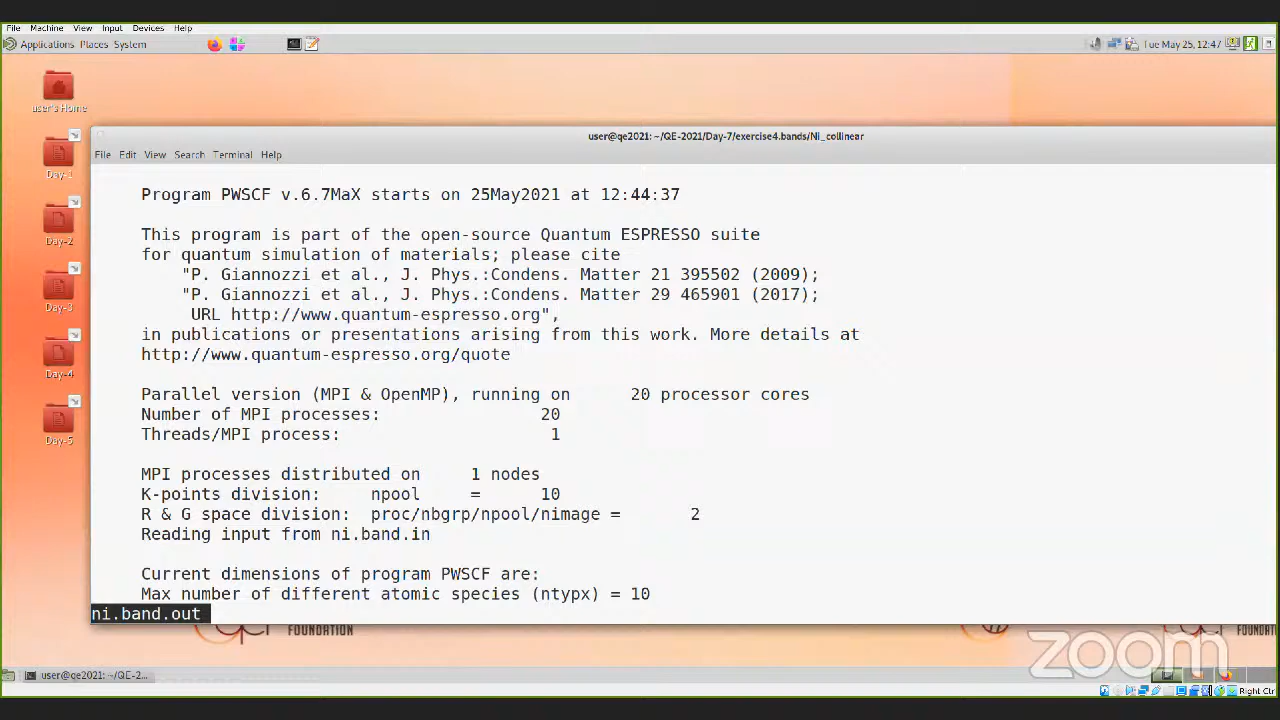 File Machine View Input Devices Help
Applications Places System
Tue May 25, 12:47
user's Home
Day-1
Day-2
Day-3
Day-4
Day-5
user@qe2021: ~/QE-2021/Day-7/exercise4.bands/Ni_collinear
File Edit View Search Terminal Help
Program PWSCF v.6.7MaX starts on 25May2021 at 12:44:37
This program is part of the open-source Quantum ESPRESSO suite
for quantum simulation of materials; please cite
"P. Giannozzi et al., J. Phys.:Condens. Matter 21 395502 (2009);
"P. Giannozzi et al., J. Phys.:Condens. Matter 29 465901 (2017);
URL http://www.quantum-espresso.org",
in publications or presentations arising from this work. More details at
http://www.quantum-espresso.org/quote
Parallel version (MPI & OpenMP), running on 20 processor cores
Number of MPI processes: 20
Threads/MPI process: 1
MPI processes distributed on 1 nodes
K-points division: npool = 10
R & G space division: proc/nbgrp/npool/nimage = 2
Reading input from ni.band.in
Current dimensions of program PWSCF are:
Max number of different atomic species (ntypx) = 10
ni.band.out
FOUNDATION
zoom
user@qe2021: ~/QE-2...
Right Ctr